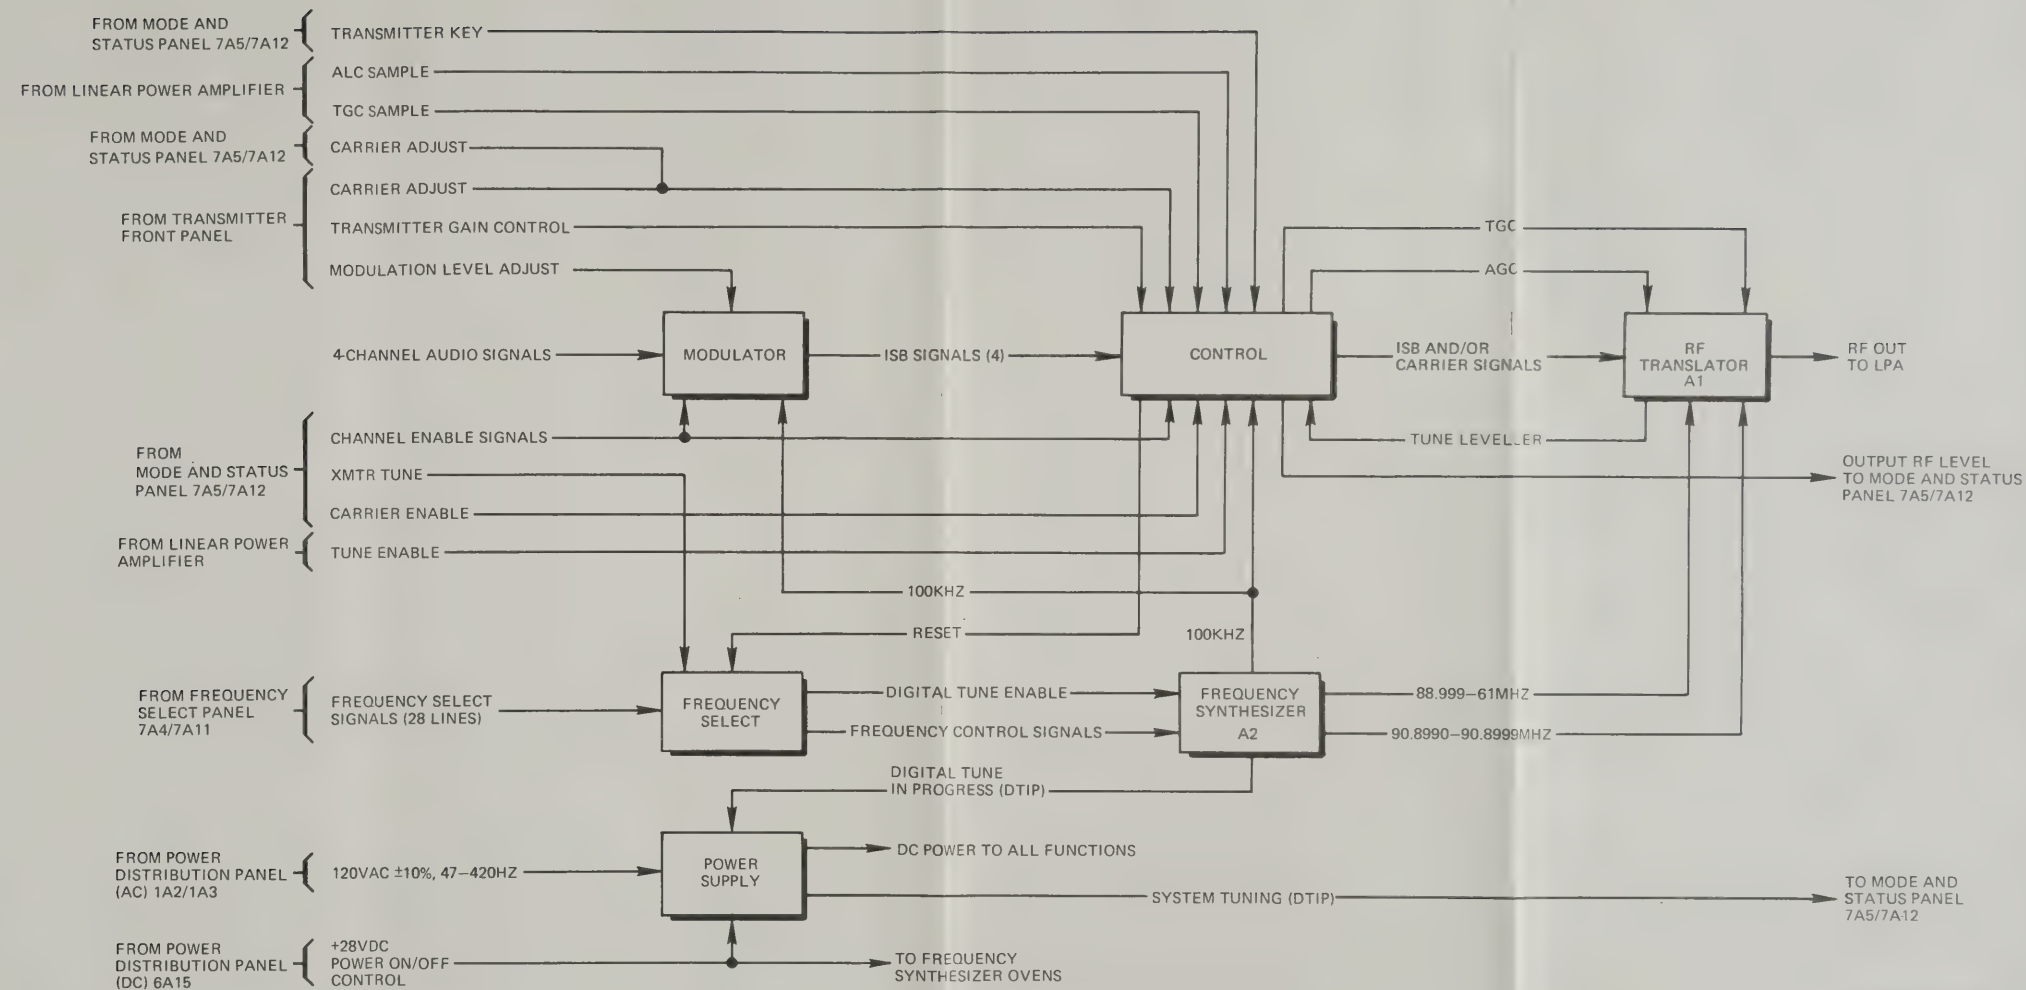 FROM MODE AND
STATUS PANEL 7A5/7A12
TRANSMITTER KEY
FROM LINEAR POWER AMPLIFIER
ALC SAMPLE
TGC SAMPLE
FROM MODE AND
STATUS PANEL 7A5/7A12
CARRIER ADJUST
FROM TRANSMITTER
FRONT PANEL
CARRIER ADJUST
TRANSMITTER GAIN CONTROL
MODULATION LEVEL ADJUST
TGC
AGC
4-CHANNEL AUDIO SIGNALS
MODULATOR
ISB SIGNALS (4)
CONTROL
ISB AND/OR
CARRIER SIGNALS
RF
TRANSLATOR
A1
RF OUT
TO LPA
FROM
MODE AND STATUS
PANEL 7A5/7A12
CHANNEL ENABLE SIGNALS
XMTR TUNE
CARRIER ENABLE
TUNE LEVELLER
OUTPUT RF LEVEL
TO MODE AND STATUS
PANEL 7A5/7A12
FROM LINEAR POWER
AMPLIFIER
TUNE ENABLE
100KHZ
RESET
100KHZ
FROM FREQUENCY
SELECT PANEL
7A4/7A11
FREQUENCY SELECT
SIGNALS (28 LINES)
FREQUENCY
SELECT
DIGITAL TUNE ENABLE
FREQUENCY CONTROL SIGNALS
FREQUENCY
SYNTHESIZER
A2
88.999–61MHZ
90.8990–90.8999MHZ
DIGITAL TUNE
IN PROGRESS (DTIP)
FROM POWER
DISTRIBUTION PANEL
(AC) 1A2/1A3
120VAC ±10%, 47–420HZ
POWER
SUPPLY
DC POWER TO ALL FUNCTIONS
SYSTEM TUNING (DTIP)
TO MODE AND
STATUS PANEL
7A5/7A12
FROM POWER
DISTRIBUTION PANEL
(DC) 6A15
+28VDC
POWER ON/OFF
CONTROL
TO FREQUENCY
SYNTHESIZER OVENS